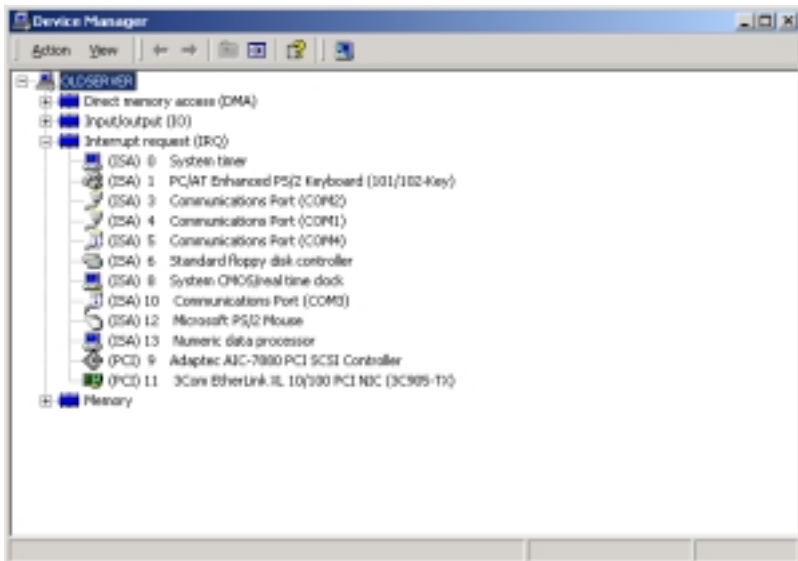 Device Manager
Action View
OLDSERVER
Direct memory access (DMA)
Input/output (IO)
Interrupt request (IRQ)
(ISA) 0 System timer
(ISA) 1 PC/AT Enhanced PS/2 Keyboard (101/102-Key)
(ISA) 3 Communications Port (COM2)
(ISA) 4 Communications Port (COM1)
(ISA) 5 Communications Port (COM4)
(ISA) 6 Standard floppy disk controller
(ISA) 8 System CMOS/real time clock
(ISA) 10 Communications Port (COM3)
(ISA) 12 Microsoft PS/2 Mouse
(ISA) 13 Numeric data processor
(PCI) 9 Adaptec AIC-7880 PCI SCSI Controller
(PCI) 11 3Com EtherLink XL 10/100 PCI NIC (3C905-TX)
Memory